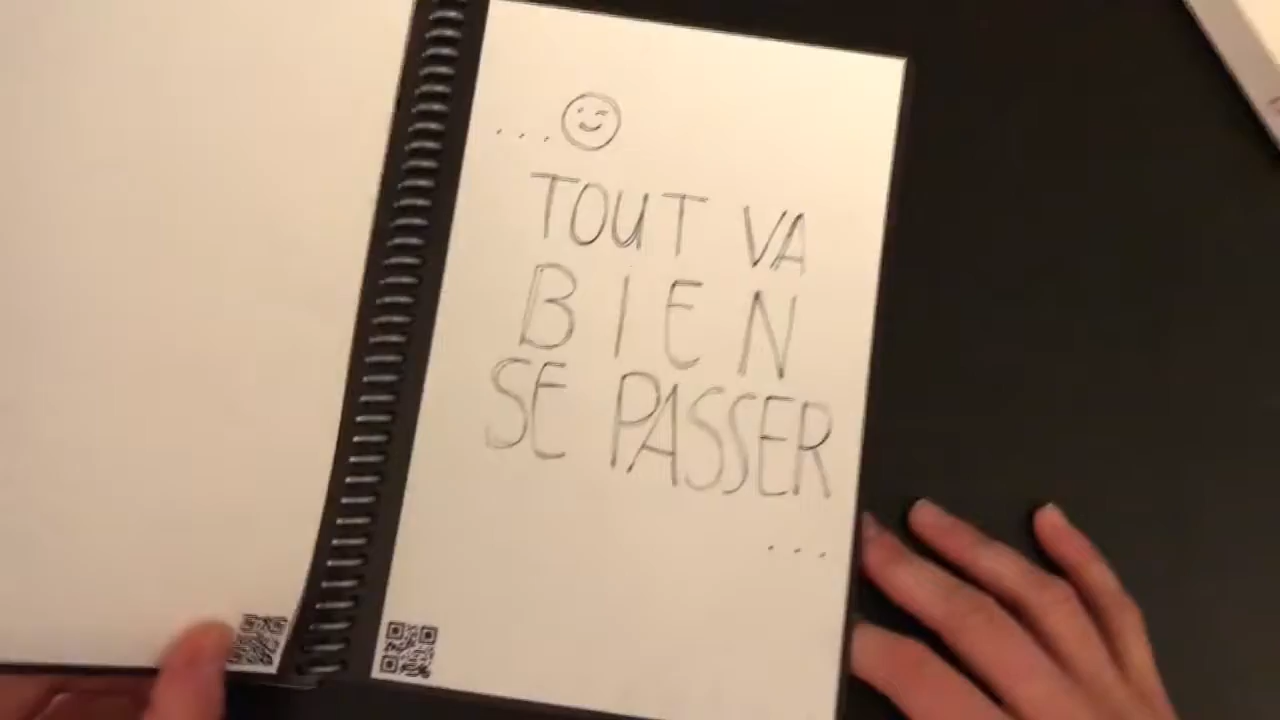 ...
TOUT VA
BIEN
SE PASSER
...